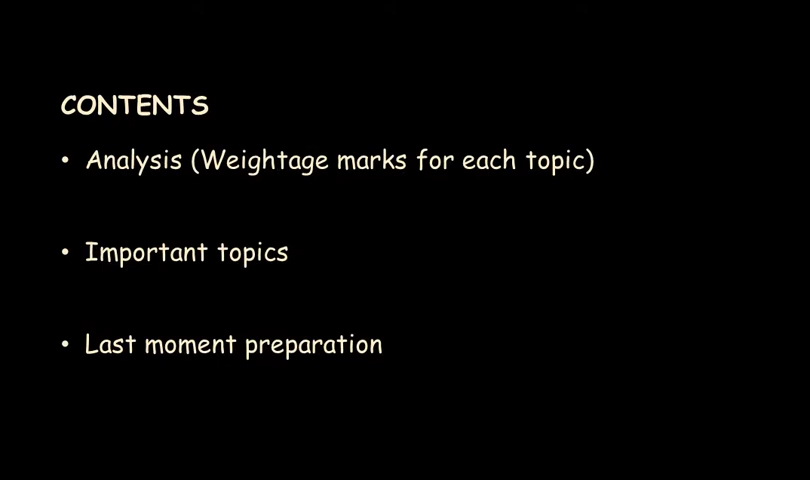 CONTENTS
• Analysis (Weightage marks for each topic)
• Important topics
• Last moment preparation